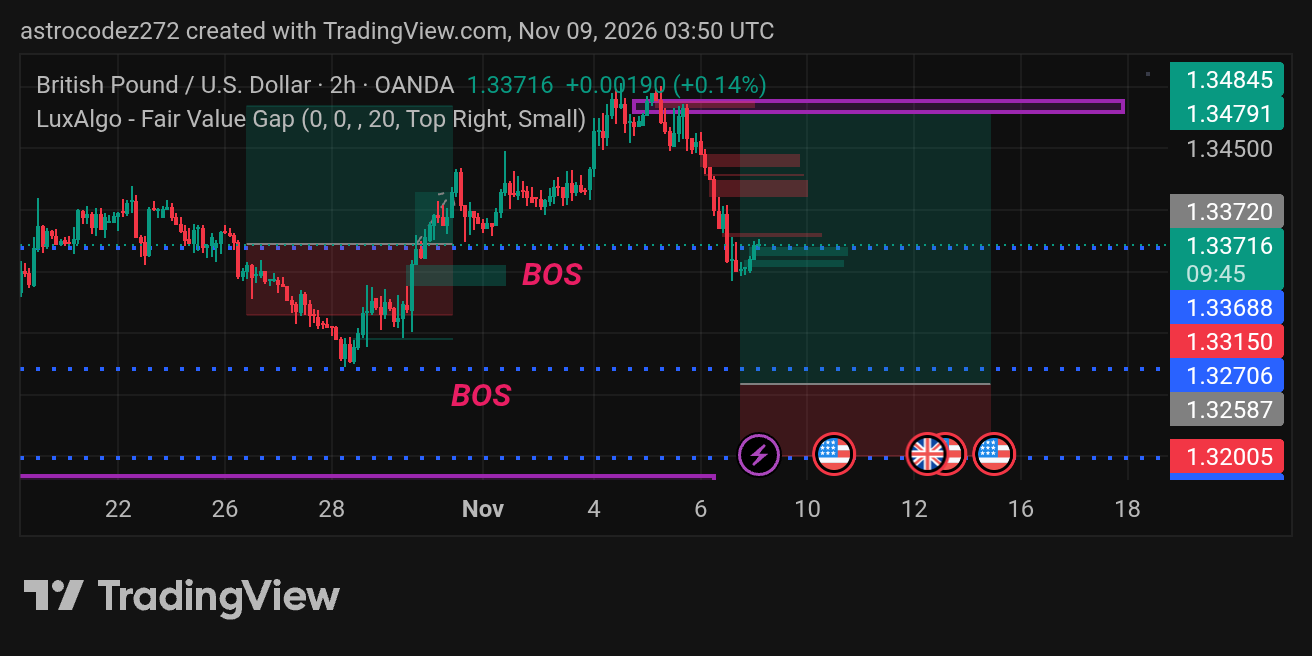 astrocodez272 created with TradingView.com, Nov 09, 2026 03:50 UTC
British Pound / U.S. Dollar · 2h · OANDA 1.33716 +0.00190 (+0.14%)
LuxAlgo - Fair Value Gap (0, 0, , 20, Top Right, Small)
1.34845
1.34791
1.34500
1.33720
1.33716
09:45
1.33688
1.33150
1.32706
1.32587
1.32005
BOS
BOS
22 26 28 Nov 4 6 10 12 16 18
TradingView